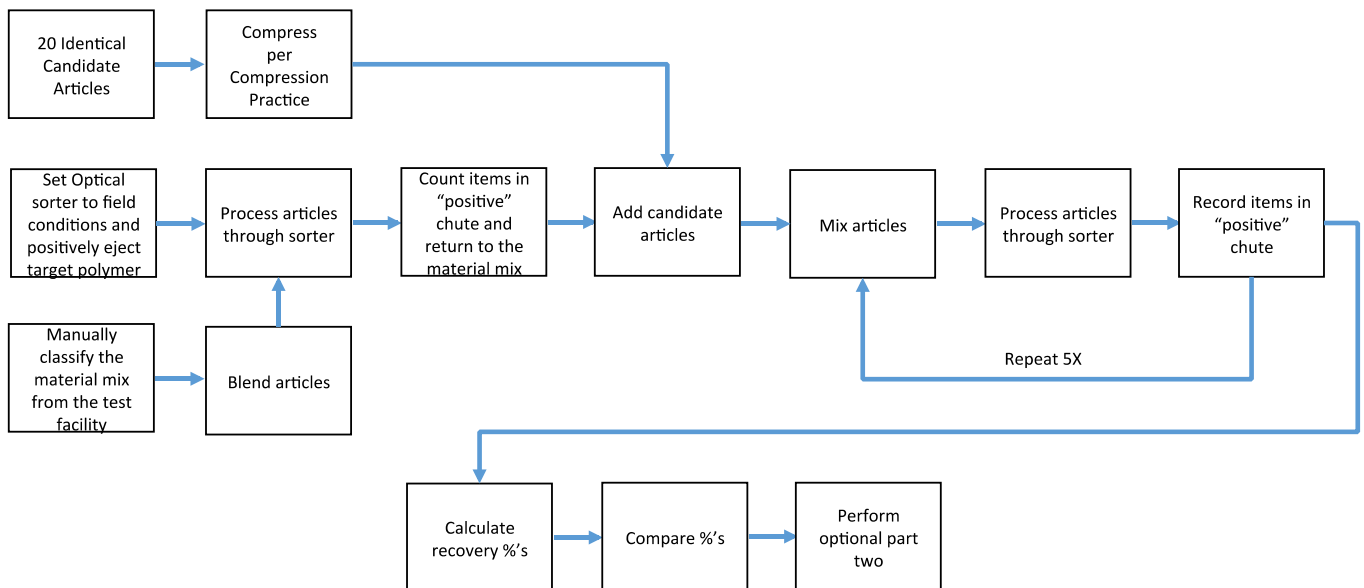 20 Identical
Candidate
Articles
Compress
per
Compression
Practice
Set Optical
sorter to field
conditions and
positively eject
target polymer
Process articles
through sorter
Count items in
“positive”
chute and
return to the
material mix
Add candidate
articles
Mix articles
Process articles
through sorter
Record items in
“positive”
chute
Manually
classify the
material mix
from the test
facility
Blend articles
Repeat 5X
Calculate
recovery %’s
Compare %’s
Perform
optional part
two